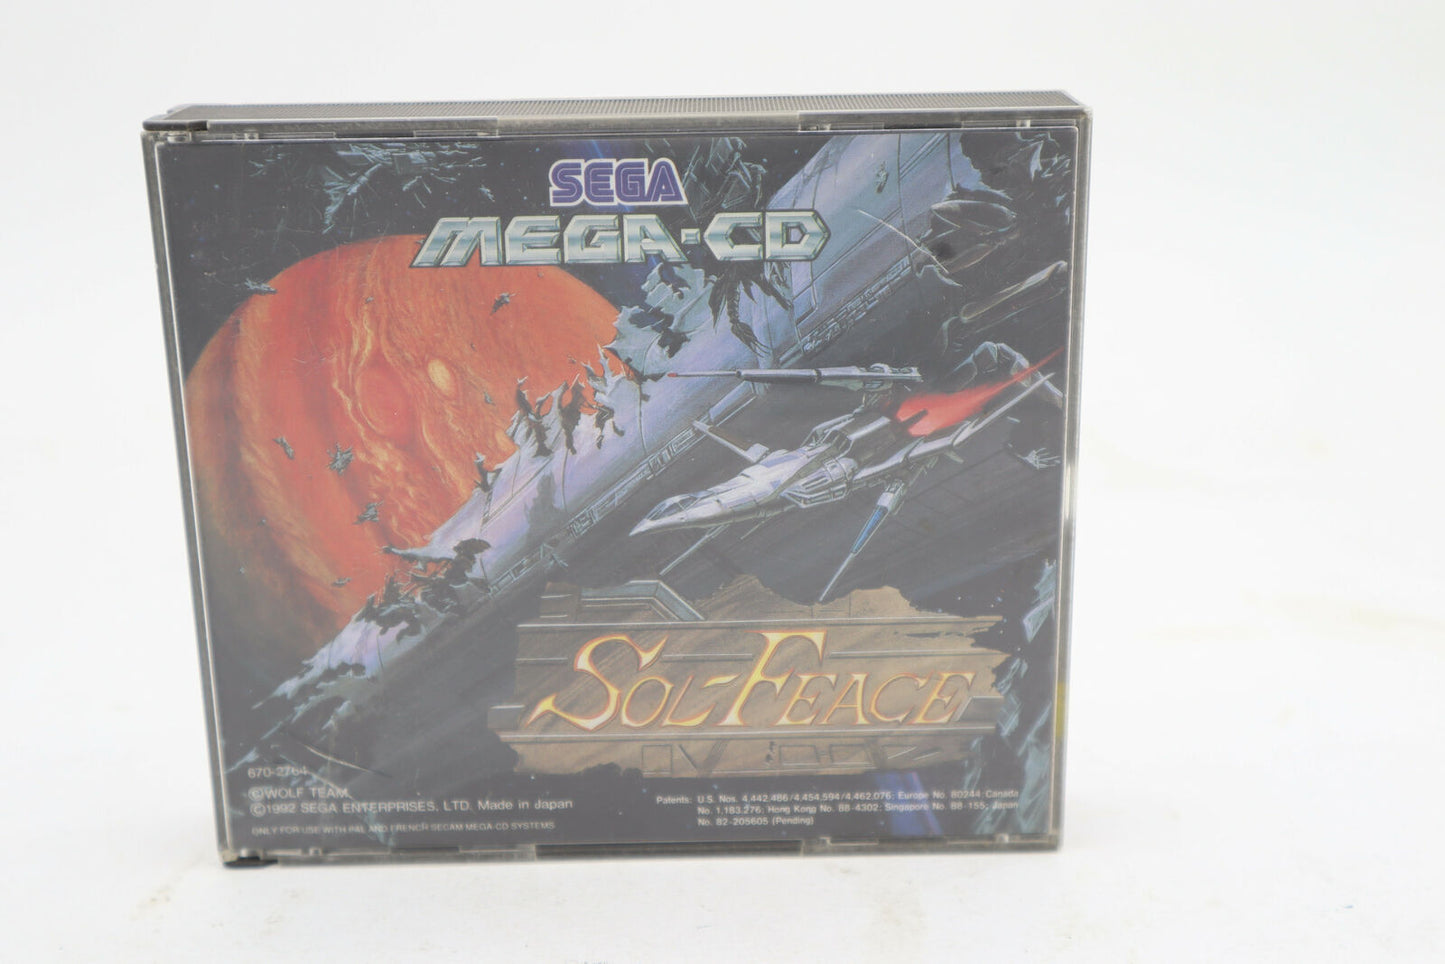 SEGA
MEGA-CD
SOL-FEACE
670-2764
©WOLF TEAM
©1992 SEGA ENTERPRISES, LTD. Made in Japan
ONLY FOR USE WITH PAL AND FRENCH SECAM MEGA-CD SYSTEMS
Patents: U.S. Nos. 4,442,486/4,454,594/4,462,076; Europe No. 80244; Canada
No. 1,183,276; Hong Kong No. 88-4302; Singapore No. 88-155; Japan
No. 82-205605 (Pending)